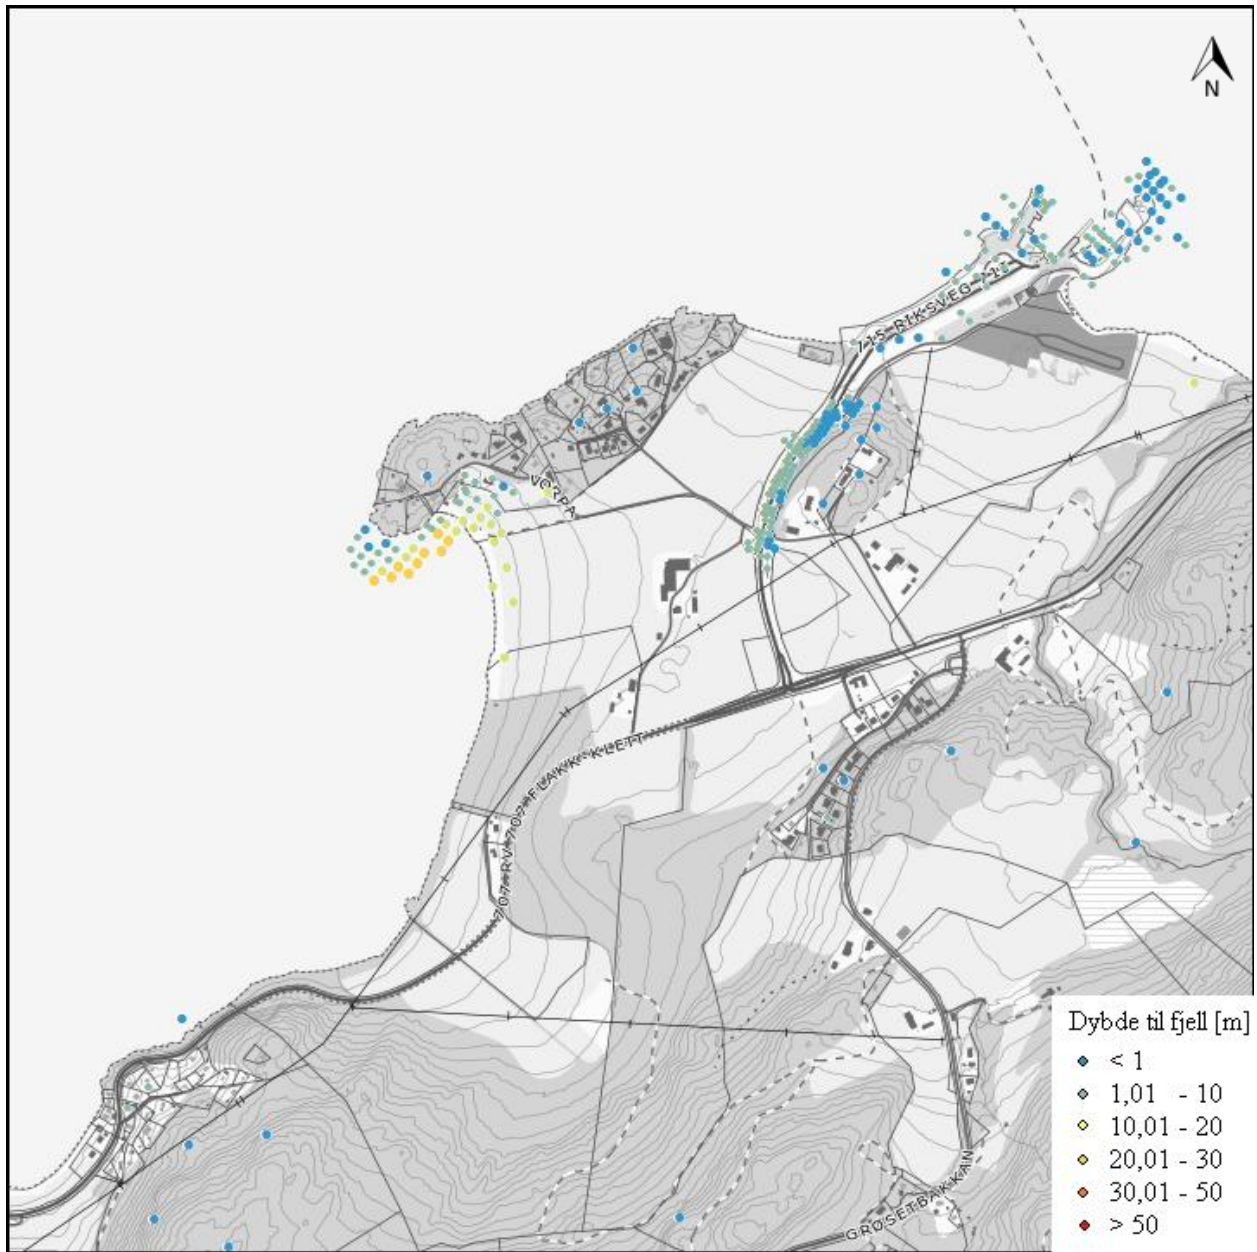 N
715 RIKSVEG 715
VORPA
707 RV 707 FLAKK-KLETT
GROSETBAKKAN
Dybde til fjell [m]
< 1
1,01 - 10
10,01 - 20
20,01 - 30
30,01 - 50
> 50